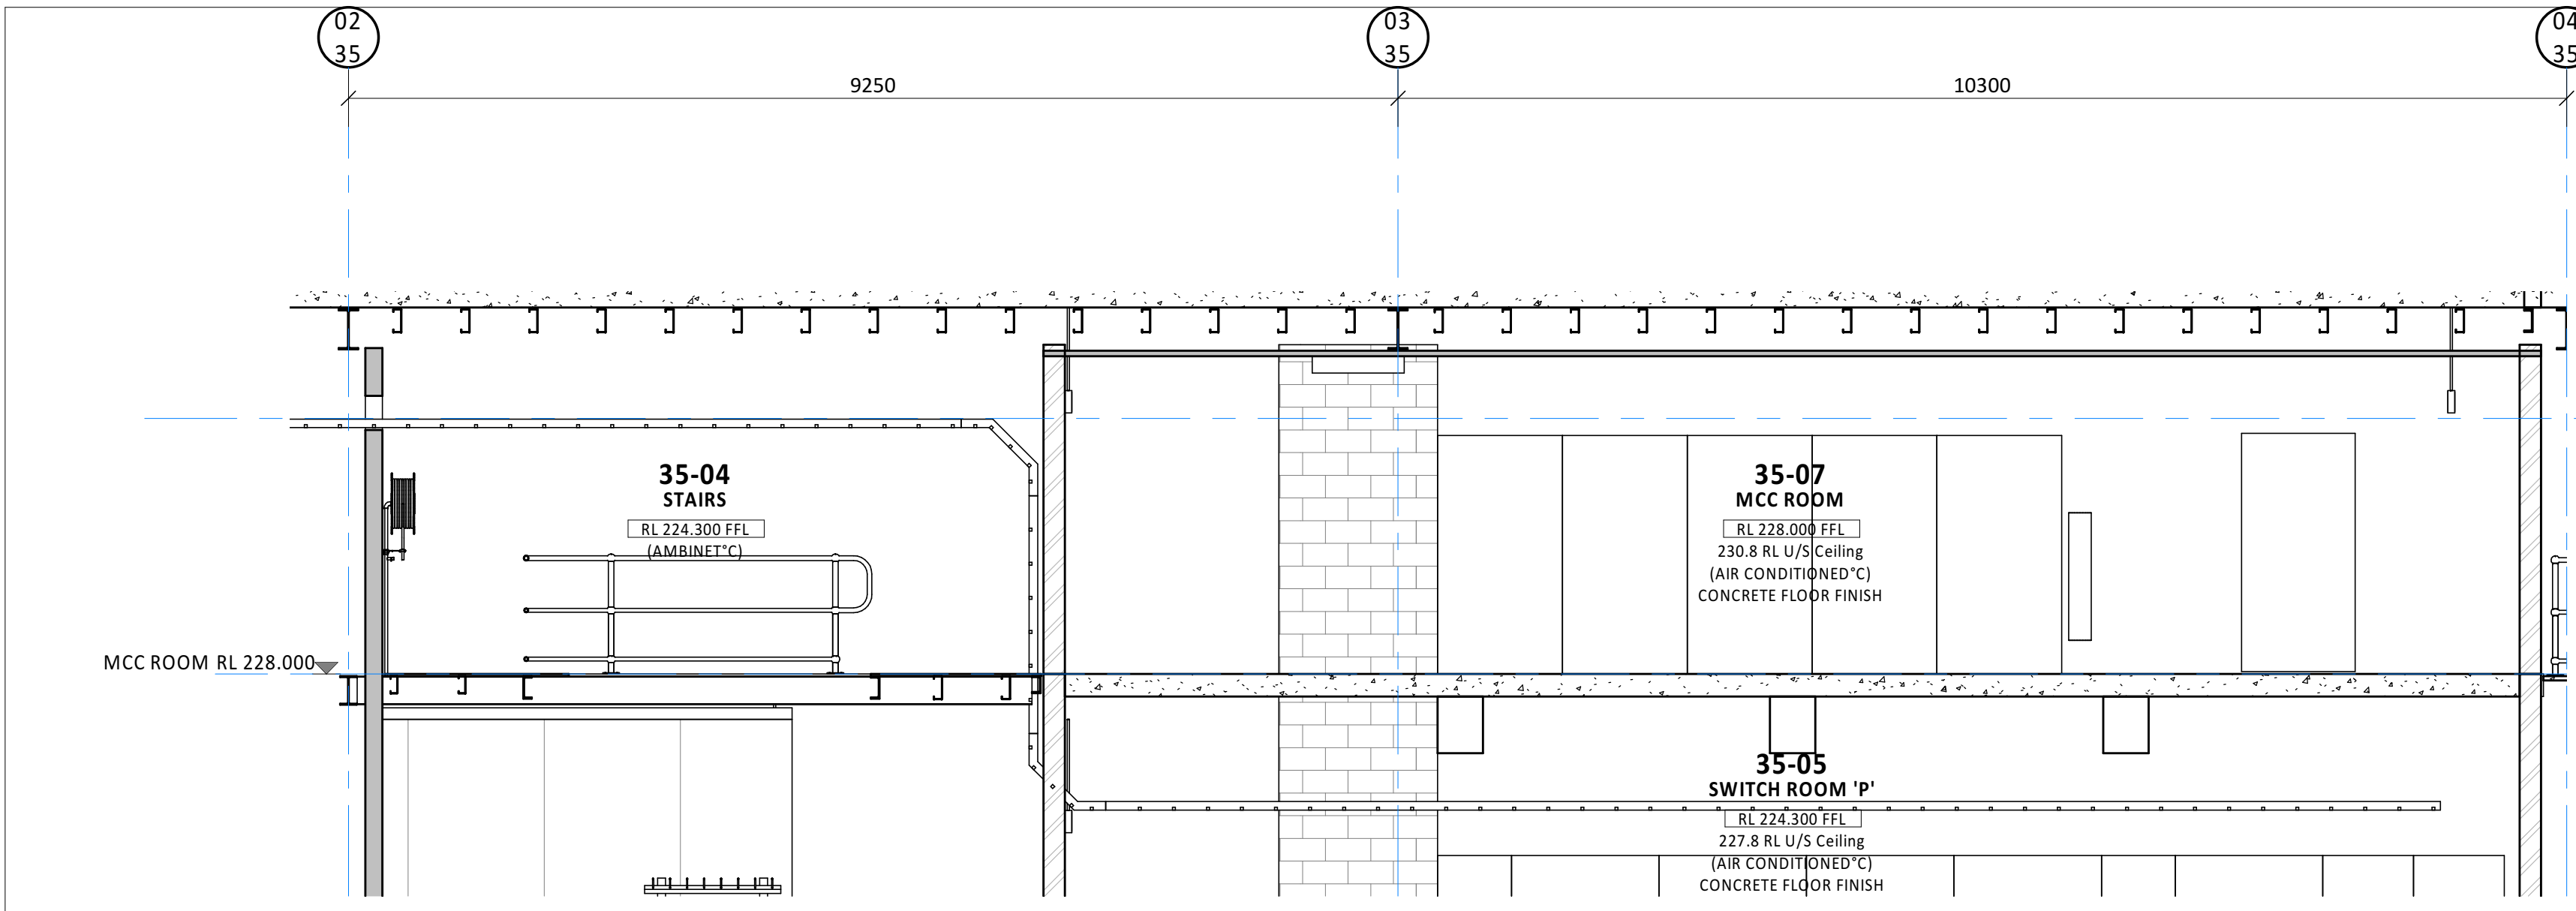 02
35
03
35
04
35
9250
10300
35-04
STAIRS
RL 224.300 FFL
(AMBINET°C)
35-07
MCC ROOM
RL 228.000 FFL
230.8 RL U/S Ceiling
(AIR CONDITIONED°C)
CONCRETE FLOOR FINISH
MCC ROOM RL 228.000
35-05
SWITCH ROOM 'P'
RL 224.300 FFL
227.8 RL U/S Ceiling
(AIR CONDITIONED°C)
CONCRETE FLOOR FINISH